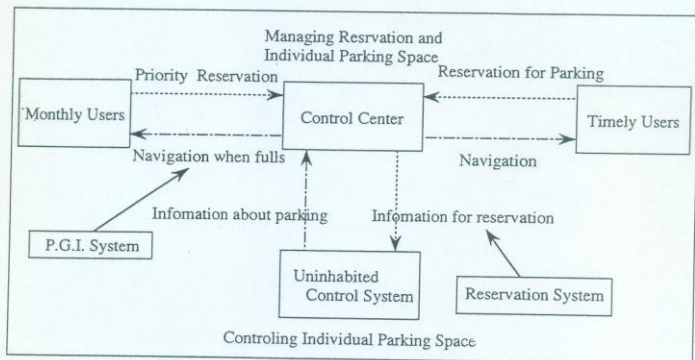 Managing Resrvation and
Individual Parking Space
Priority Reservation
Reservation for Parking
Monthly Users
Control Center
Timely Users
Navigation when fulls
Navigation
Infomation about parking
Infomation for reservation
P.G.I. System
Uninhabited
Control System
Reservation System
Controling Individual Parking Space